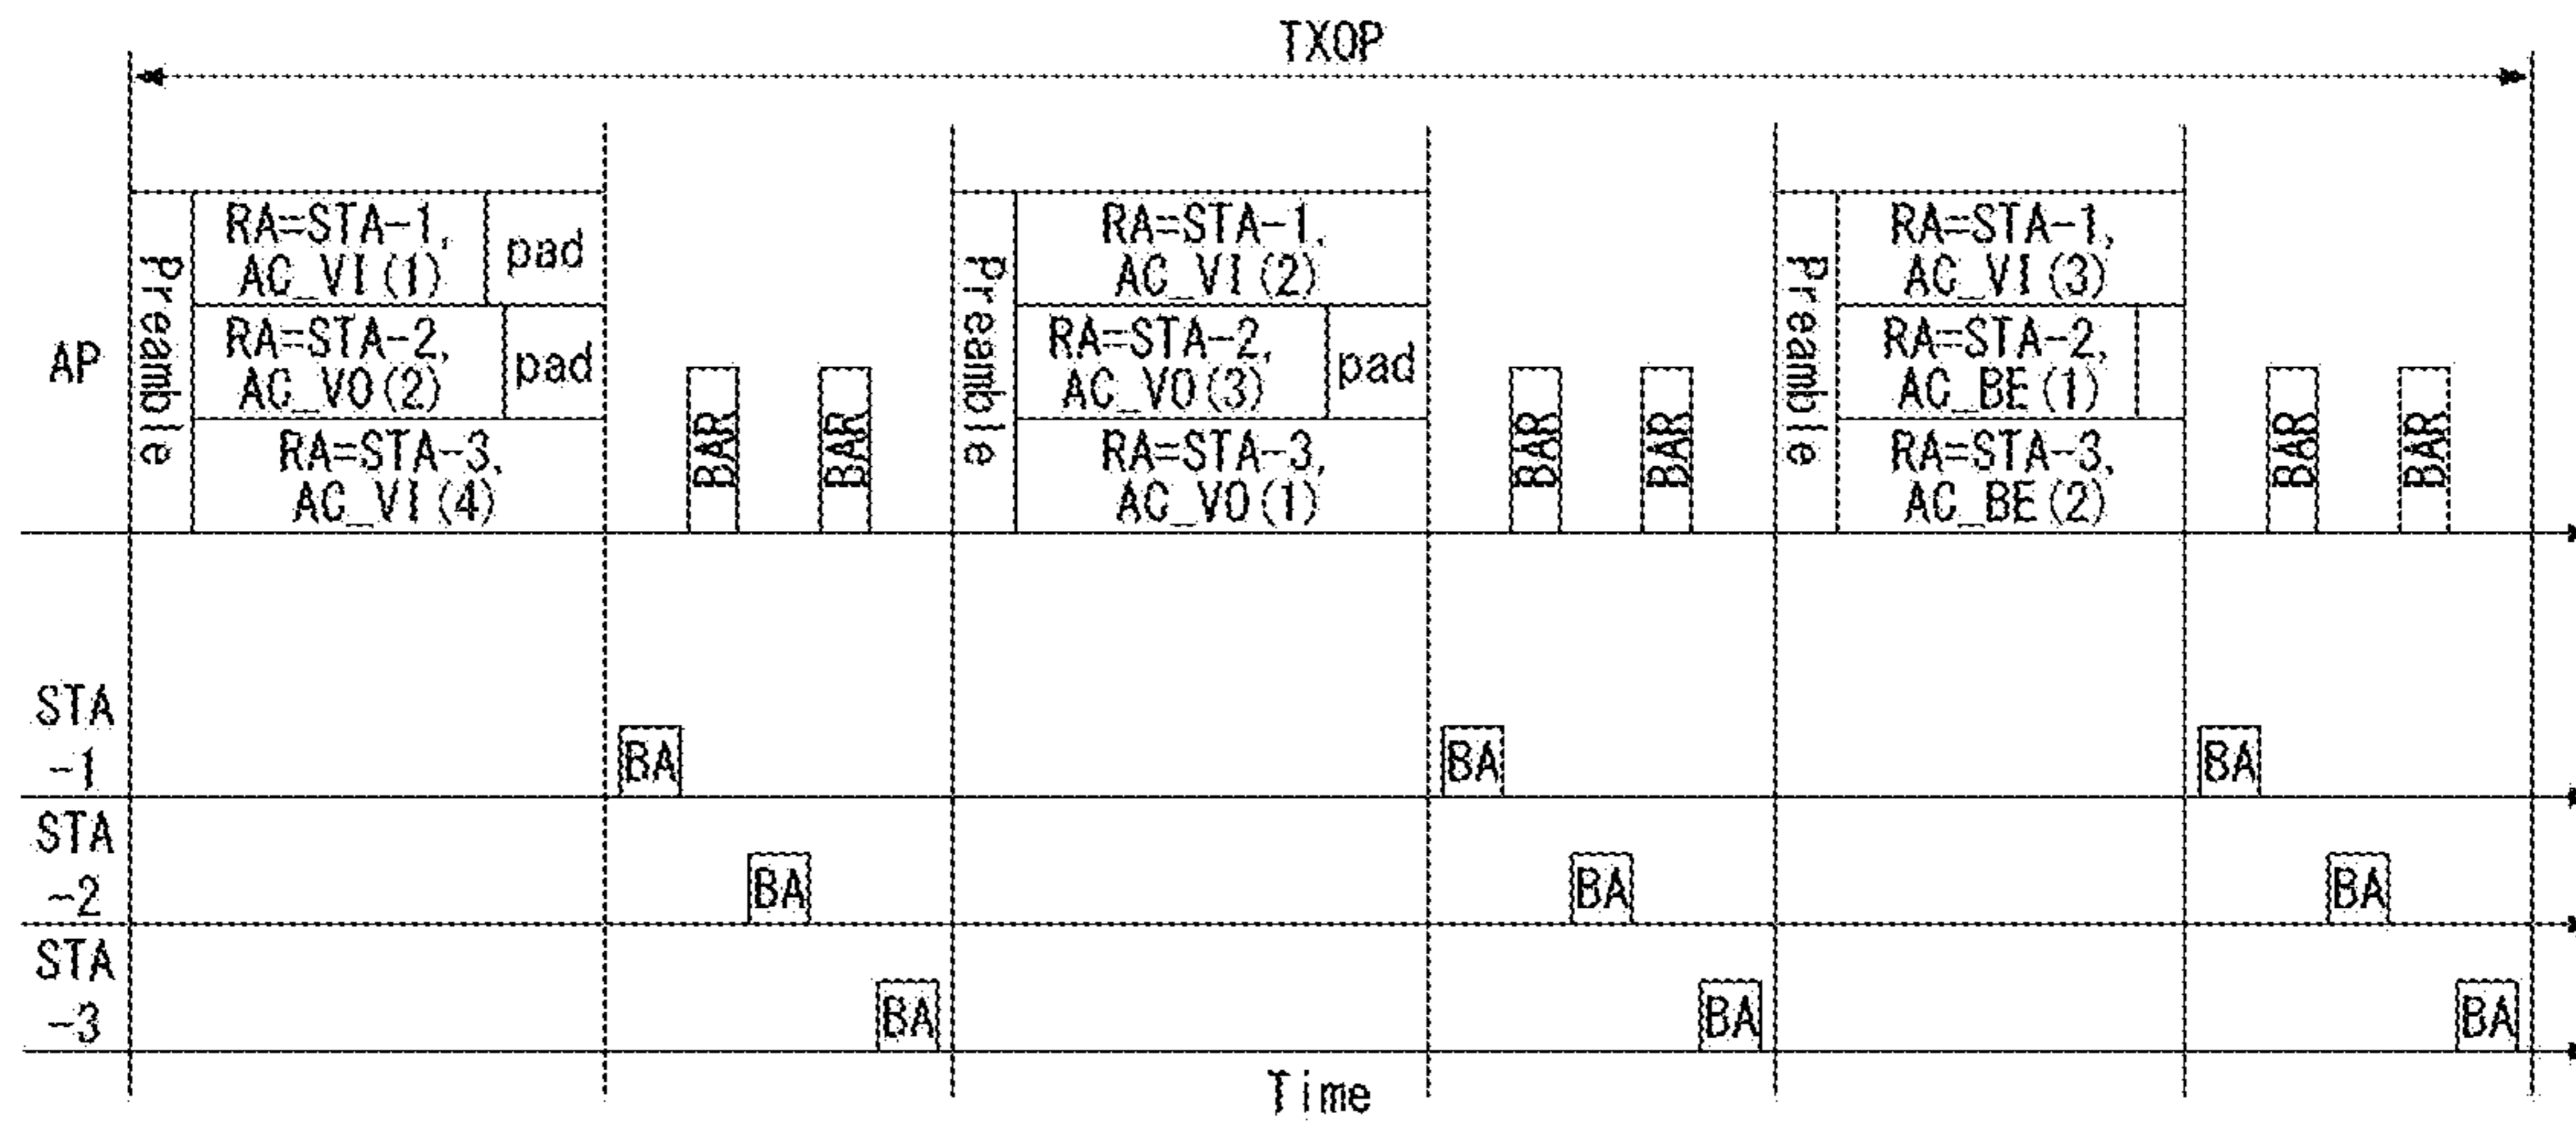 TXOP
AP
Preamble
RA=STA-1,
AC_VI(1)
pad
RA=STA-2,
AC_VO(2)
pad
RA=STA-3,
AC_VI(4)
BAR
BAR
Preamble
RA=STA-1,
AC_VI(2)
RA=STA-2,
AC_VO(3)
pad
RA=STA-3,
AC_VO(1)
BAR
BAR
Preamble
RA=STA-1,
AC_VI(3)
RA=STA-2,
AC_BE(1)
RA=STA-3,
AC_BE(2)
BAR
BAR
STA
-1
BA
BA
BA
STA
-2
BA
BA
BA
STA
-3
BA
BA
BA
Time